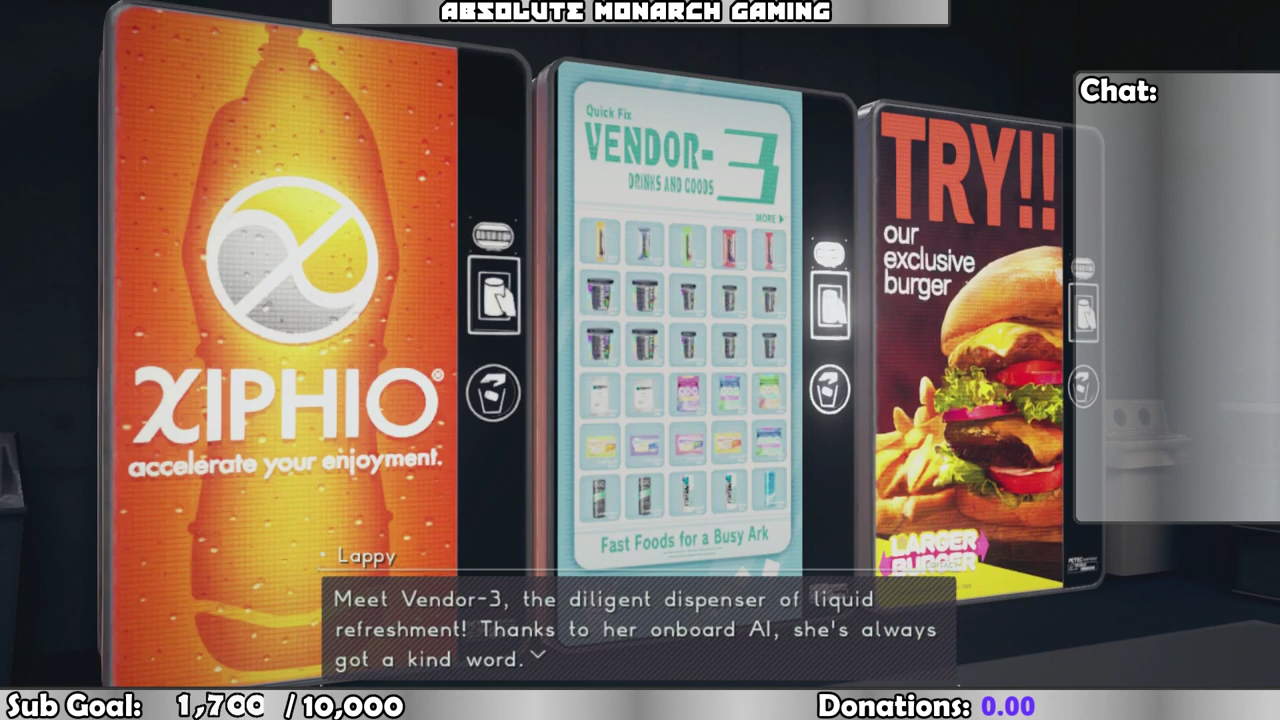 ABSOLUTE MONARCH GAMING
Chat:
XIPHIO®
accelerate your enjoyment.
Quick Fix
VENDOR-3
DRINKS AND GOODS
MORE
Fast Foods for a Busy Ark
TRY!!
our
exclusive
burger
LARGER
BURGER
Lappy
Meet Vendor-3, the diligent dispenser of liquid
refreshment! Thanks to her onboard AI, she's always
got a kind word.
Sub Goal: 1,700 / 10,000
Donations: 0.00